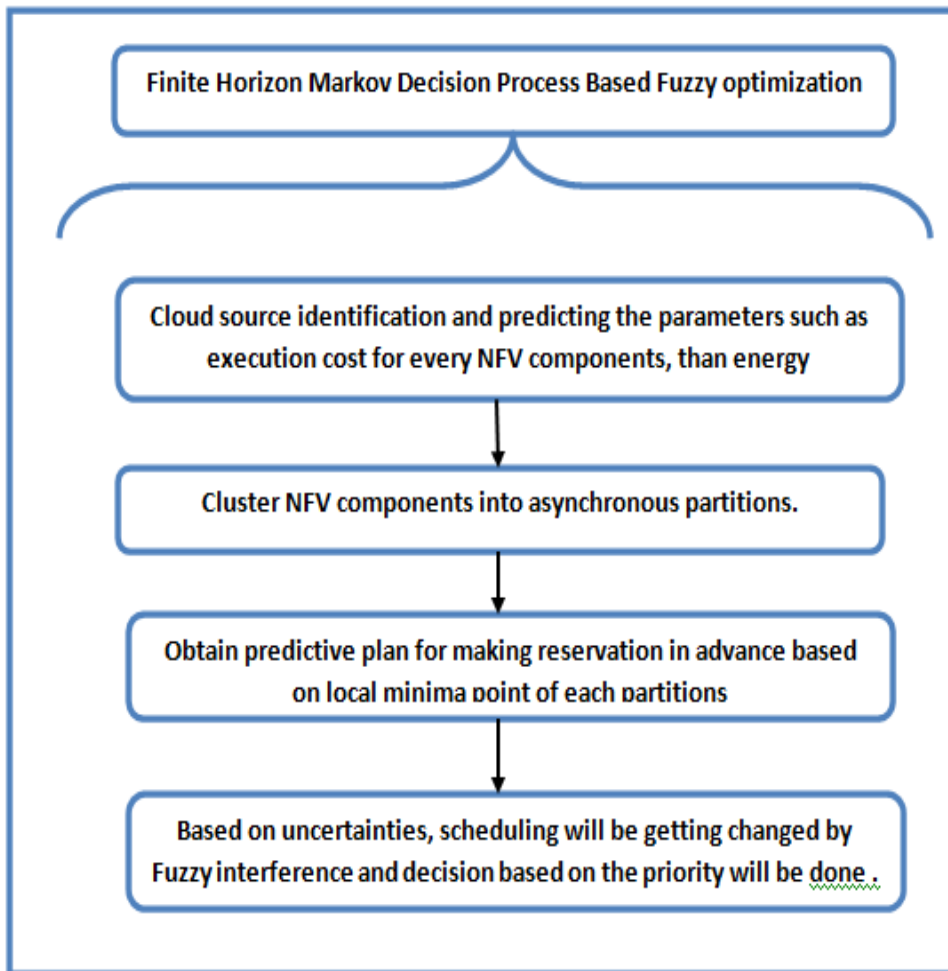 Finite Horizon Markov Decision Process Based Fuzzy optimization
Cloud source identification and predicting the parameters such as
execution cost for every NFV components, than energy
Cluster NFV components into asynchronous partitions.
Obtain predictive plan for making reservation in advance based
on local minima point of each partitions
Based on uncertainties, scheduling will be getting changed by
Fuzzy interference and decision based on the priority will be done .